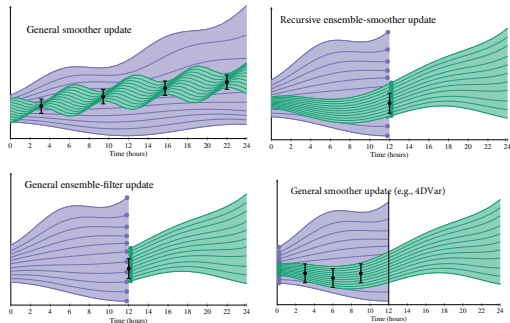 General smoother update
0 2 4 6 8 10 12 14 16 18 20 22 24
Time (hours)
Recursive ensemble-smoother update
0 2 4 6 8 10 12 14 16 18 20 22 24
Time (hours)
General ensemble-filter update
0 2 4 6 8 10 12 14 16 18 20 22 24
Time (hours)
General smoother update (e.g., 4DVar)
0 2 4 6 8 10 12 14 16 18 20 22 24
Time (hours)